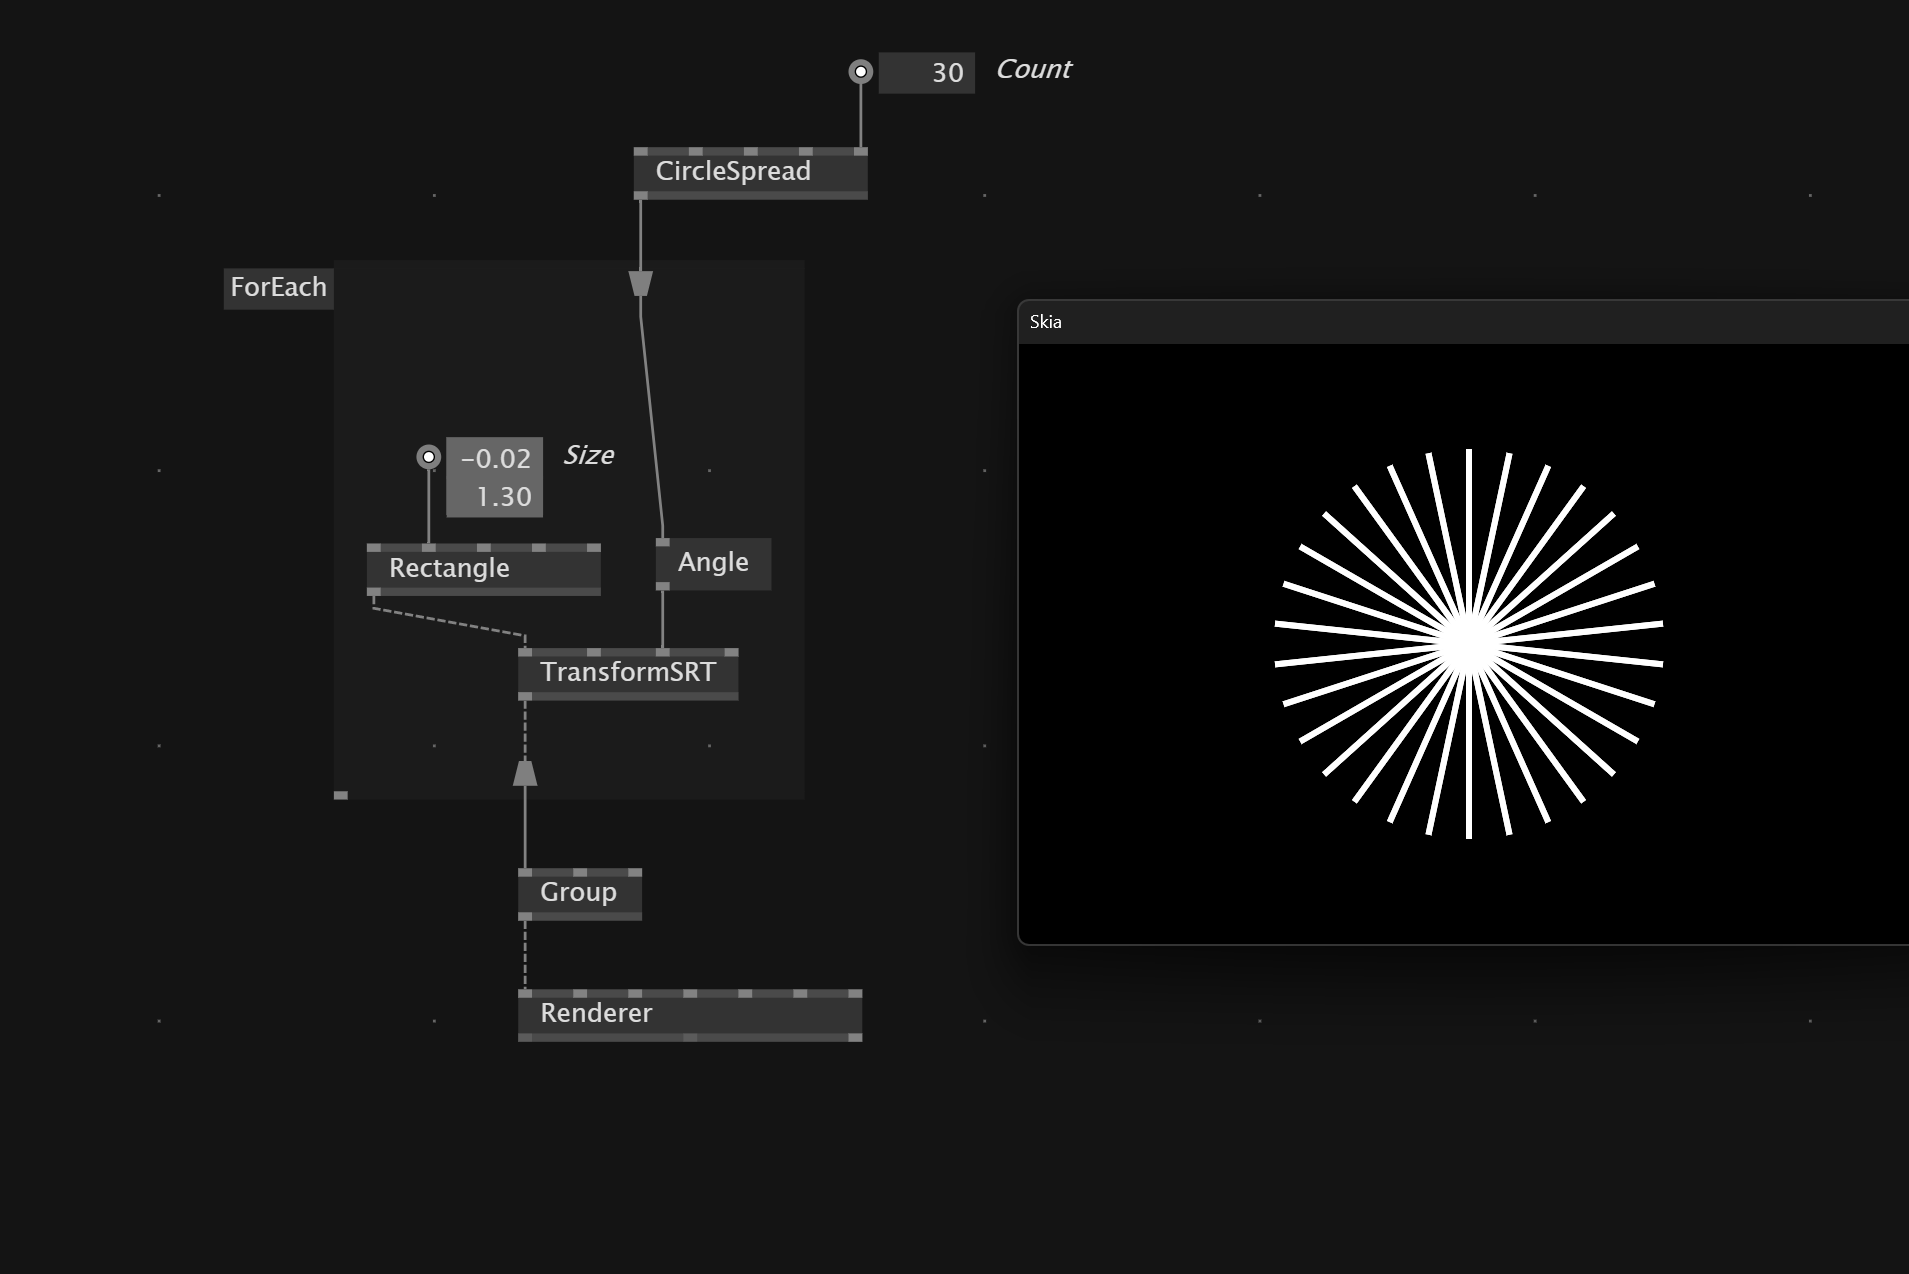 30 Count
CircleSpread
ForEach
Skia
-0.02 Size
1.30
Rectangle
Angle
TransformSRT
Group
Renderer